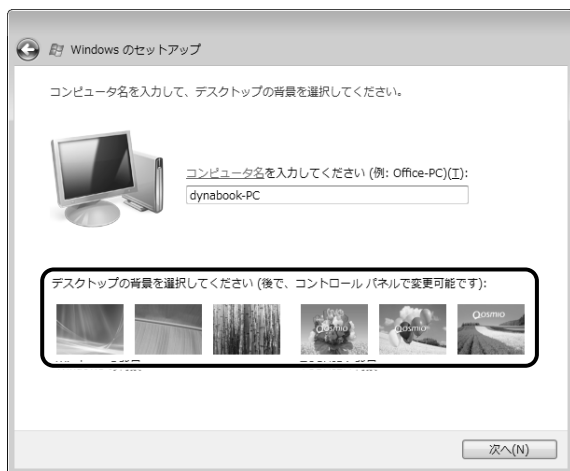 Windows のセットアップ
コンピュータ名を入力して、デスクトップの背景を選択してください。
コンピュータ名を入力してください (例: Office-PC)(T):
dynabook-PC
デスクトップの背景を選択してください (後で、コントロール パネルで変更可能です):
Qosmio Qosmio Qosmio
次へ(N)